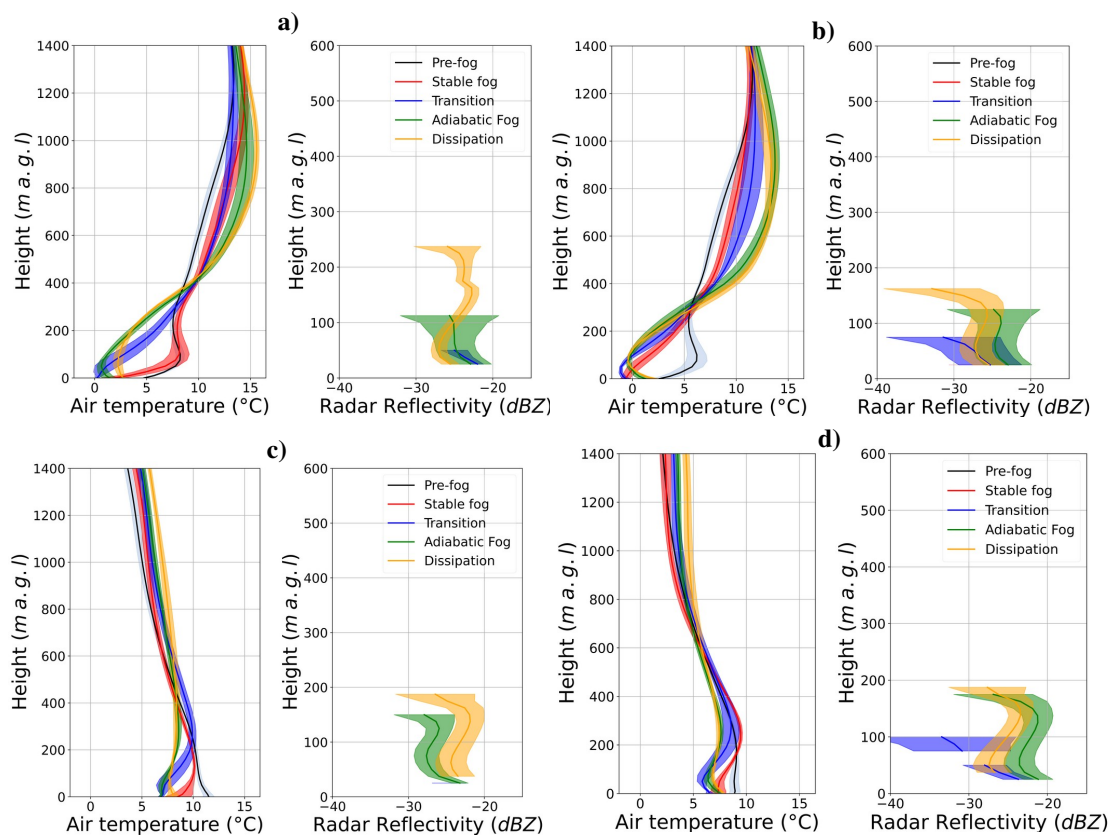 a)
1400
1200
1000
800
600
400
200
0
Height (m a. g. l)
0 5 10 15
Air temperature (°C)
Pre-fog
Stable fog
Transition
Adiabatic Fog
Dissipation
600
500
400
300
200
100
0
Height (m a. g. l)
−40 −30 −20
Radar Reflectivity (dBZ)
b)
1400
1200
1000
800
600
400
200
0
Height (m a. g. l)
0 5 10 15
Air temperature (°C)
Pre-fog
Stable fog
Transition
Adiabatic Fog
Dissipation
600
500
400
300
200
100
0
Height (m a. g. l)
−40 −30 −20
Radar Reflectivity (dBZ)
c)
1400
1200
1000
800
600
400
200
0
Height (m a. g. l)
0 5 10 15
Air temperature (°C)
Pre-fog
Stable fog
Transition
Adiabatic Fog
Dissipation
600
500
400
300
200
100
0
Height (m a. g. l)
−40 −30 −20
Radar Reflectivity (dBZ)
d)
1400
1200
1000
800
600
400
200
0
Height (m a. g. l)
0 5 10 15
Air temperature (°C)
Pre-fog
Stable fog
Transition
Adiabatic Fog
Dissipation
600
500
400
300
200
100
0
Height (m a. g. l)
−40 −30 −20
Radar Reflectivity (dBZ)